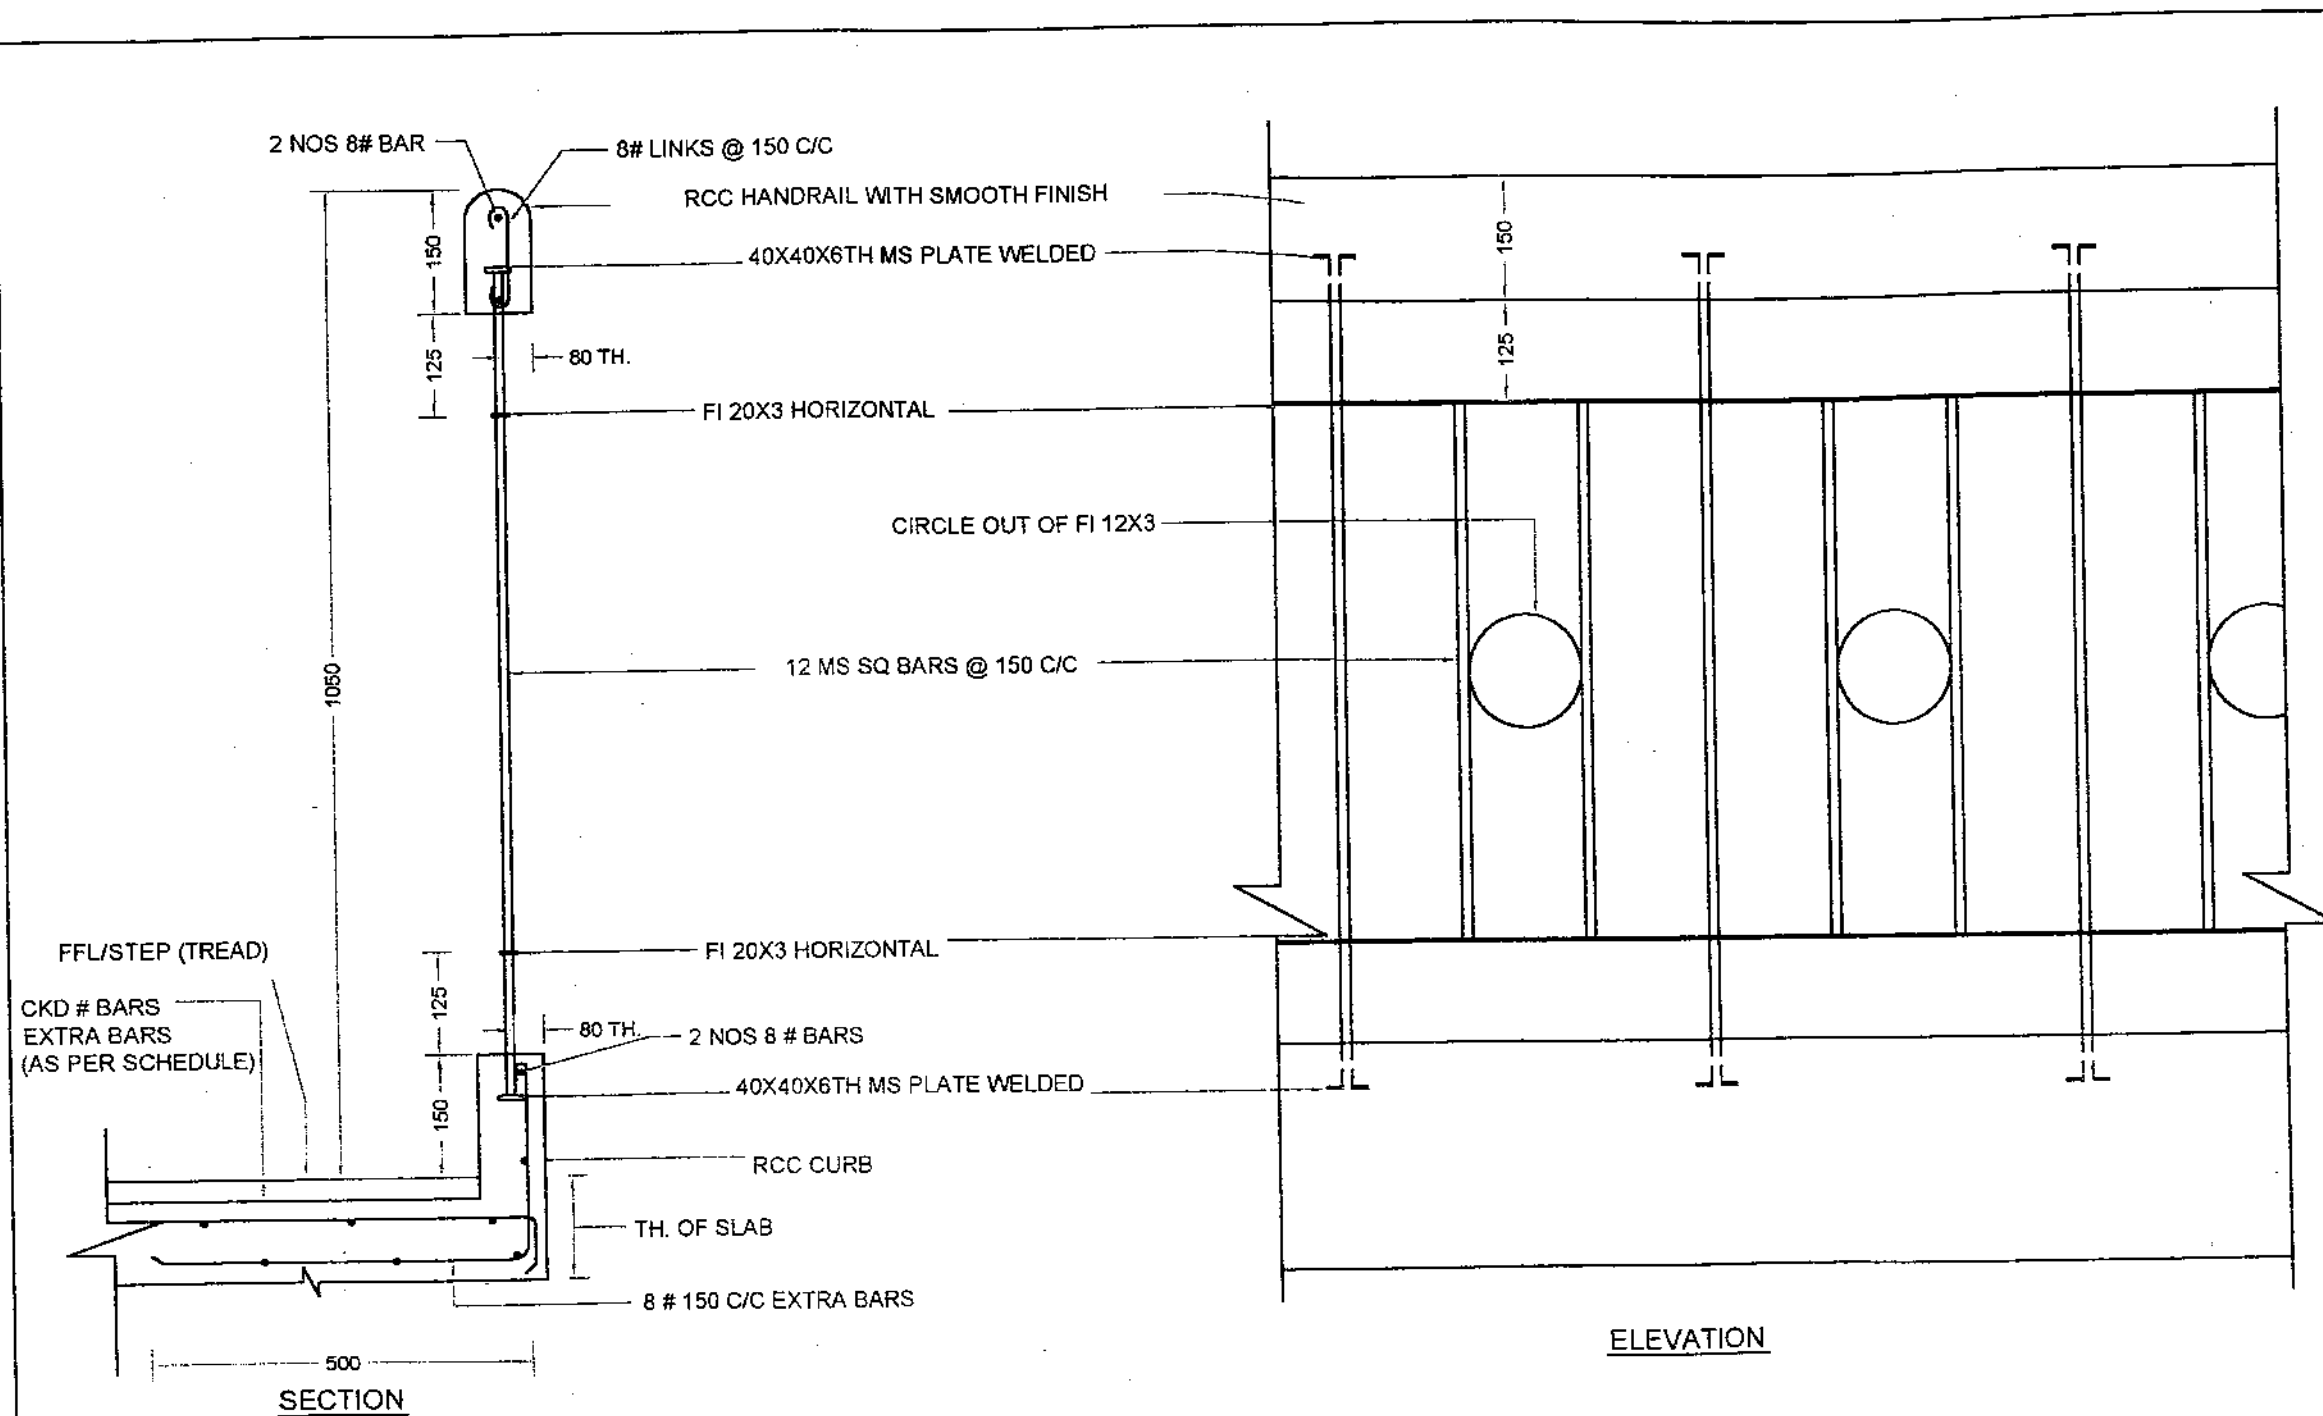 2 NOS 8# BAR
8# LINKS @ 150 C/C
RCC HANDRAIL WITH SMOOTH FINISH
150
150
40X40X6TH MS PLATE WELDED
125
80 TH.
125
FI 20X3 HORIZONTAL
CIRCLE OUT OF FI 12X3
1050
12 MS SQ BARS @ 150 C/C
FFL/STEP (TREAD)
FI 20X3 HORIZONTAL
CKD # BARS
EXTRA BARS
(AS PER SCHEDULE)
125
80 TH.
2 NOS 8 # BARS
150
40X40X6TH MS PLATE WELDED
RCC CURB
TH. OF SLAB
8 # 150 C/C EXTRA BARS
500
SECTION
ELEVATION